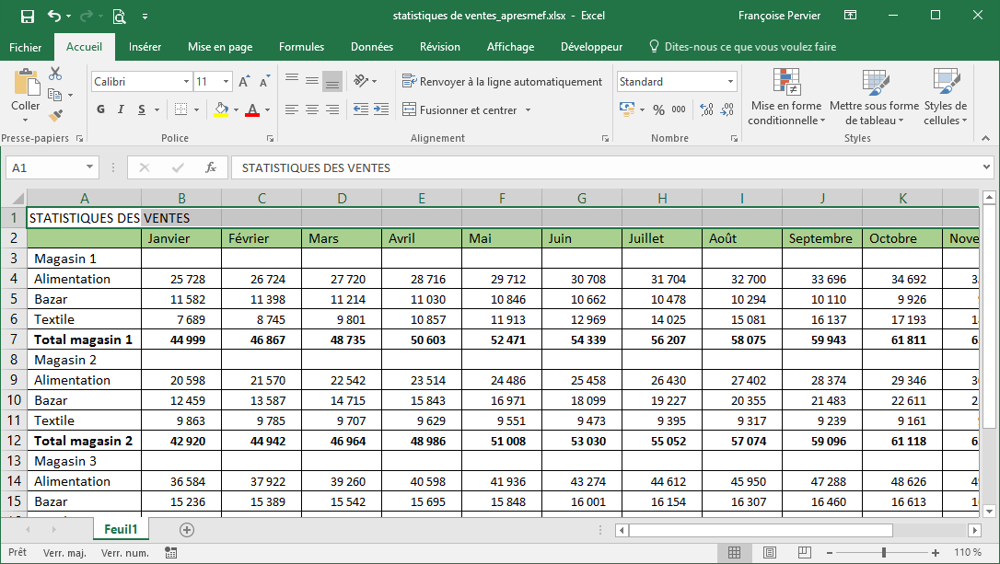 statistiques de ventes_apresmef.xlsx - Excel
Françoise Pervier
Fichier Accueil Insérer Mise en page Formules Données Révision Affichage Développeur Dites-nous ce que vous voulez faire
Calibri 11 Renvoyer à la ligne automatiquement Standard
Coller G I S Fusionner et centrer % 000 Mise en forme conditionnelle Mettre sous forme de tableau Styles de cellules
Presse-papiers Police Alignement Nombre Styles
A1 fx STATISTIQUES DES VENTES
A B C D E F G H I J K
1 STATISTIQUES DES VENTES
2 Janvier Février Mars Avril Mai Juin Juillet Août Septembre Octobre Nove
3 Magasin 1
4 Alimentation 25 728 26 724 27 720 28 716 29 712 30 708 31 704 32 700 33 696 34 692
5 Bazar 11 582 11 398 11 214 11 030 10 846 10 662 10 478 10 294 10 110 9 926
6 Textile 7 689 8 745 9 801 10 857 11 913 12 969 14 025 15 081 16 137 17 193
7 Total magasin 1 44 999 46 867 48 735 50 603 52 471 54 339 56 207 58 075 59 943 61 811
8 Magasin 2
9 Alimentation 20 598 21 570 22 542 23 514 24 486 25 458 26 430 27 402 28 374 29 346
10 Bazar 12 459 13 587 14 715 15 843 16 971 18 099 19 227 20 355 21 483 22 611
11 Textile 9 863 9 785 9 707 9 629 9 551 9 473 9 395 9 317 9 239 9 161
12 Total magasin 2 42 920 44 942 46 964 48 986 51 008 53 030 55 052 57 074 59 096 61 118
13 Magasin 3
14 Alimentation 36 584 37 922 39 260 40 598 41 936 43 274 44 612 45 950 47 288 48 626
15 Bazar 15 236 15 389 15 542 15 695 15 848 16 001 16 154 16 307 16 460 16 613
Feuil1
Prêt Verr. maj. Verr. num. 110 %